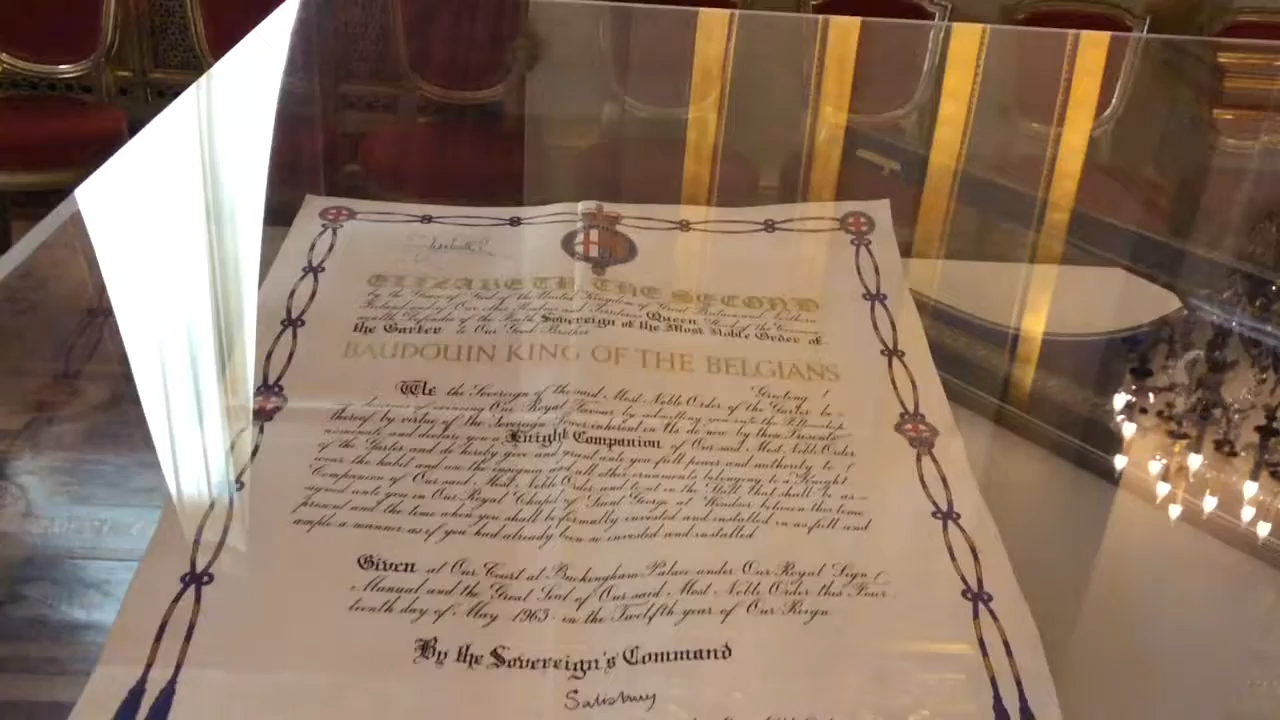 Elizabeth R
ELIZABETH THE SECOND
by the Grace of God of the United Kingdom of Great Britain and Northern
Ireland and of Our other Realms and Territories Queen Head of the Common
wealth Defender of the Faith Sovereign of the Most Noble Order of
the Garter to Our Good Brother
BAUDOUIN KING OF THE BELGIANS
Greeting
We the Sovereign of the said Most Noble Order of the Garter be-
Our Royal Favour by admitting you into the Fellowship
thereof by virtue of the Sovereign Power inherent in Us do now by these Presents
nominate and declare you a Knight Companion of Our said Most Noble Order
of the Garter and do hereby give and grant unto you full power and authority to
wear the habit and use the insignia and all other ornaments belonging to a Knight
Companion of Our said Most Noble Order and to sit in the Stall that shall be as-
signed unto you in Our Royal Chapel of Saint George at Windsor between this time
present and the time when you shall be formally invested and installed in as full and
ample a manner as if you had already been so invested and installed
Given at Our Court at Buckingham Palace under Our Royal Sign
Manual and the Great Seal of Our said Most Noble Order this Four
teenth day of May 1963 in the Twelfth year of Our Reign
By the Sovereign's Command
Salisbury